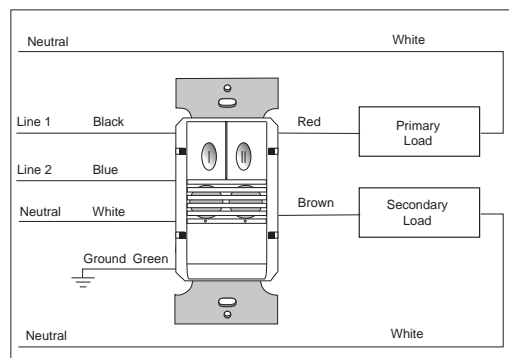 Neutral White
Line 1 Black Red Primary Load
I II
Line 2 Blue
Neutral White Brown Secondary Load
Ground Green
Neutral White